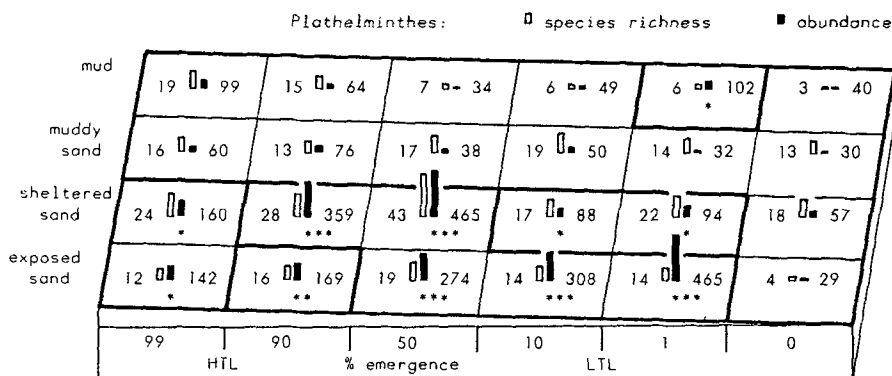 Plathelminthes: species richness abundance
mud
19 99 15 64 7 34 6 49 6 102 3 40
*
muddy
sand
16 60 13 76 17 38 19 50 14 32 13 30
sheltered
sand
24 160 28 359 43 465 17 88 22 94 18 57
* *** *** * *
exposed
sand
12 142 16 169 19 274 14 308 14 465 4 29
* ** *** *** ***
99 90 50 10 1 0
HTL % emergence LTL